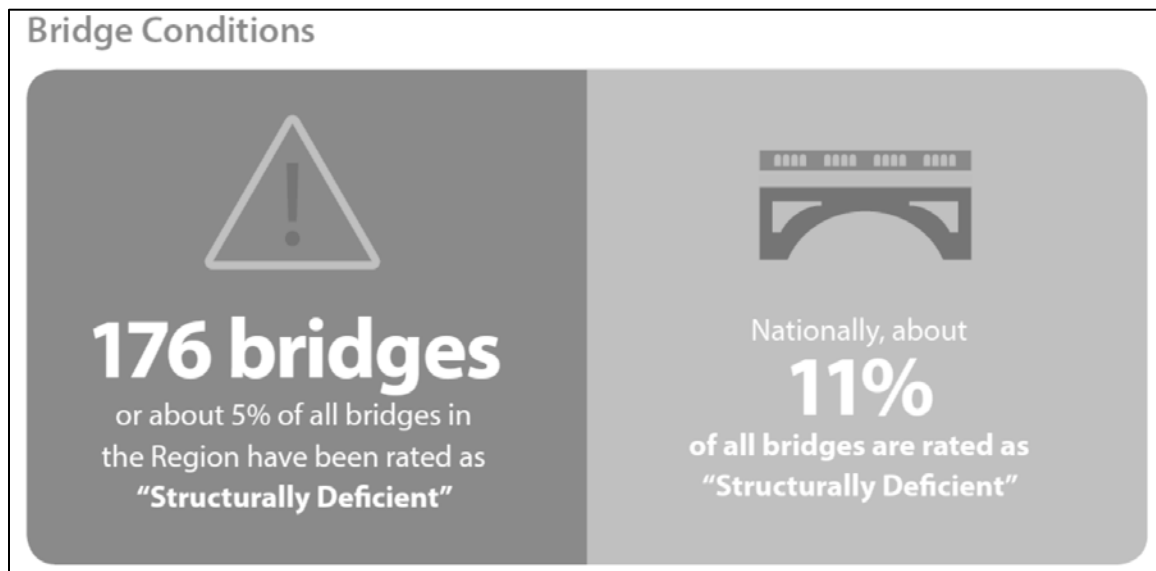 Bridge Conditions
176 bridges
or about 5% of all bridges in
the Region have been rated as
“Structurally Deficient”
Nationally, about
11%
of all bridges are rated as
“Structurally Deficient”